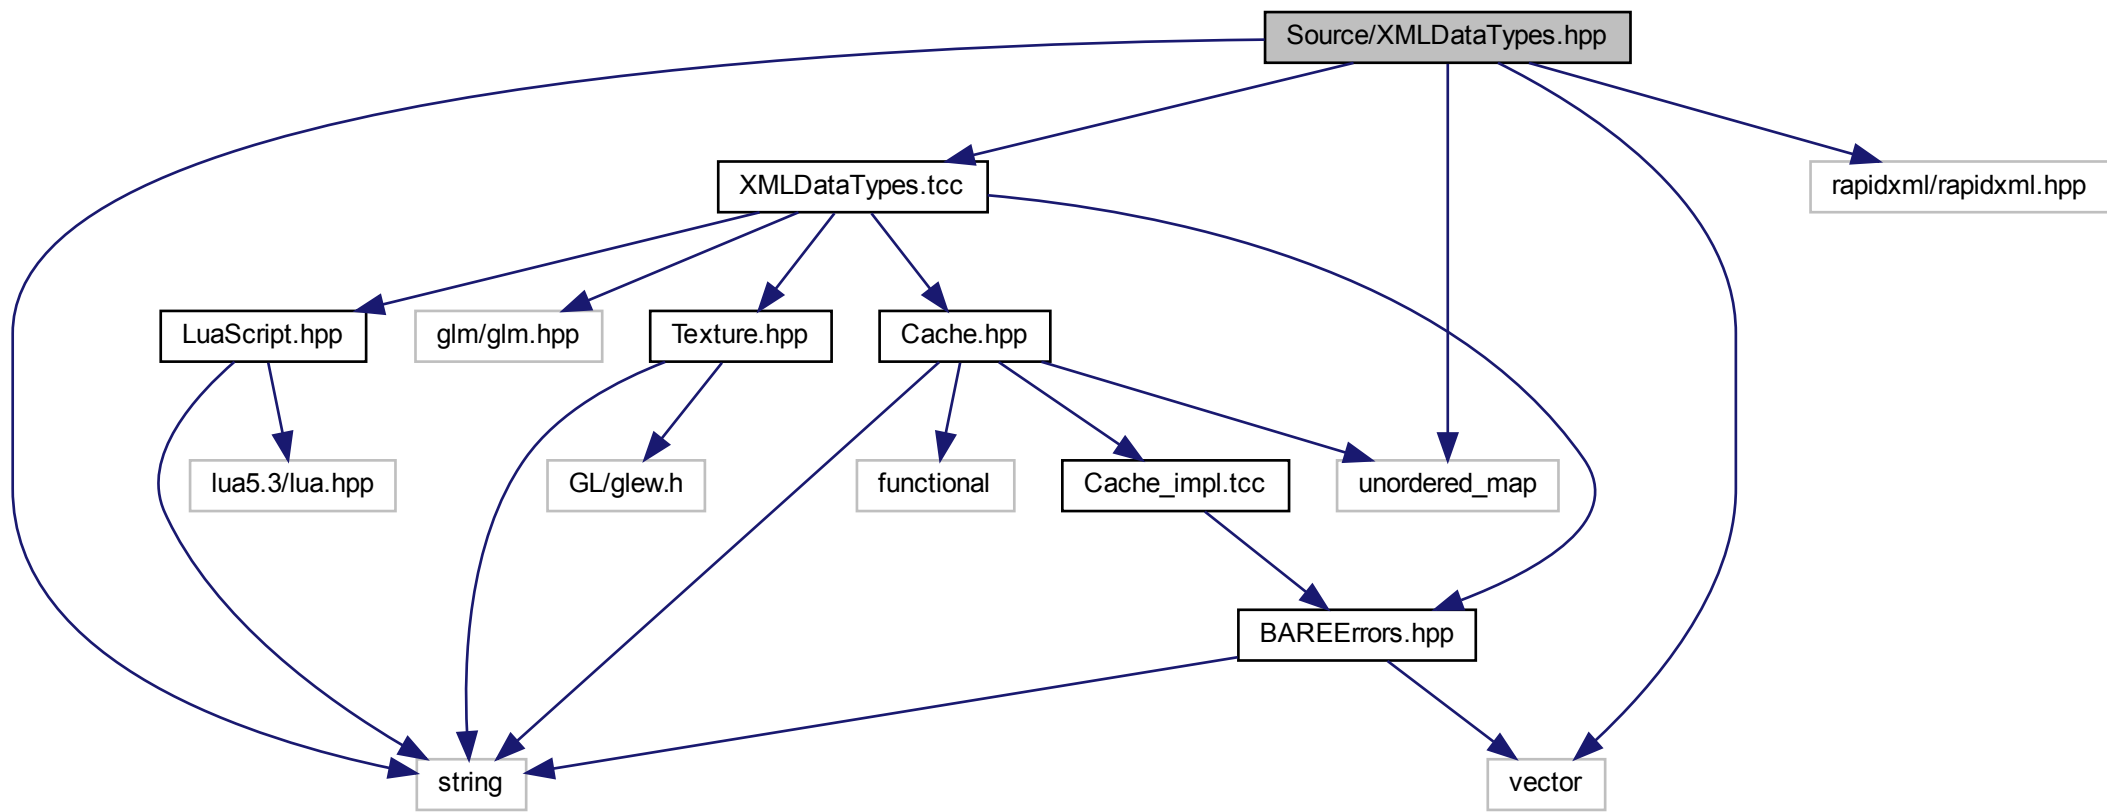 Source/XMLDataTypes.hpp
XMLDataTypes.tcc
rapidxml/rapidxml.hpp
LuaScript.hpp
glm/glm.hpp
Texture.hpp
Cache.hpp
lua5.3/lua.hpp
GL/glew.h
functional
Cache_impl.tcc
unordered_map
BAREErrors.hpp
string
vector